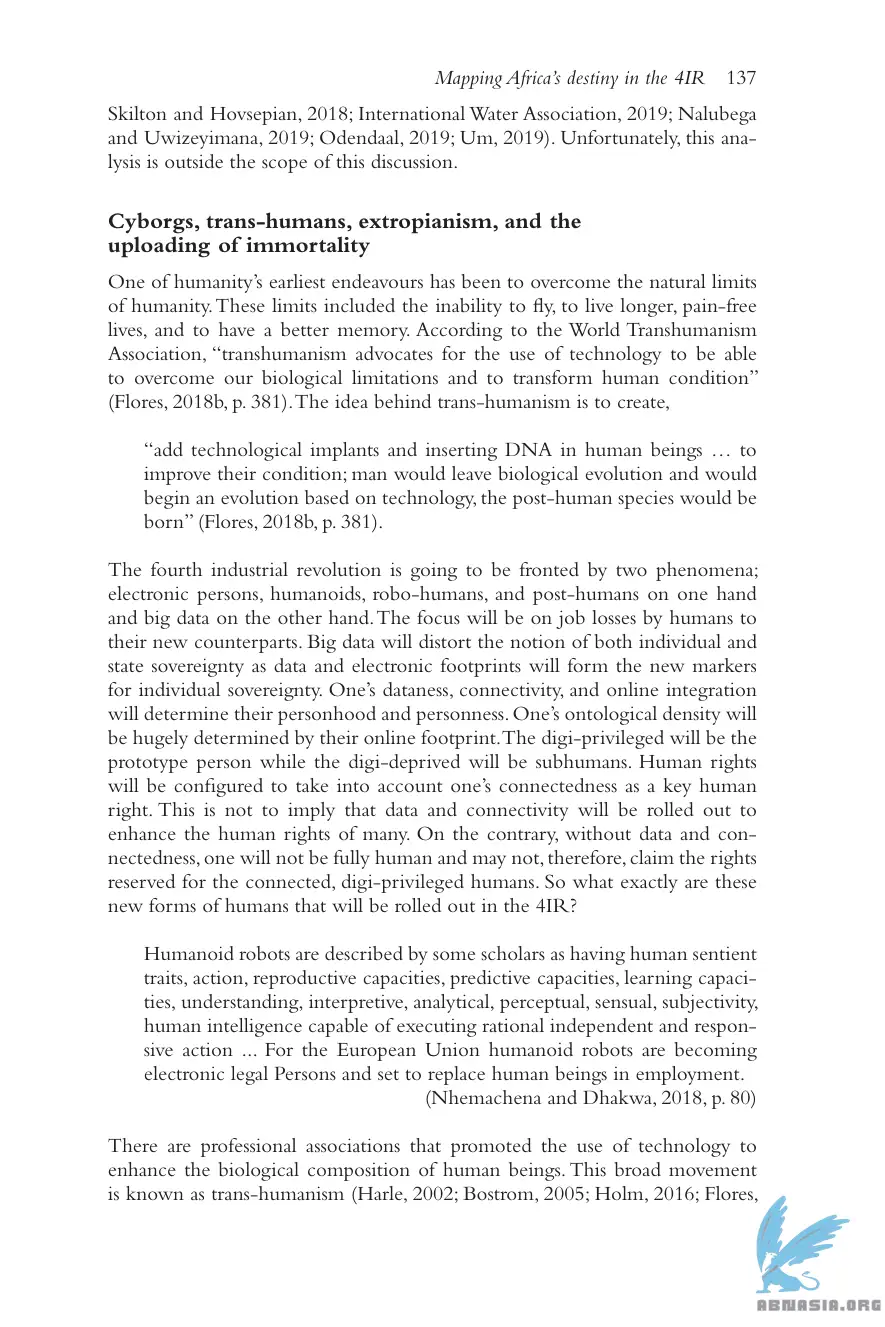 Mapping Africa’s destiny in the 4IR 137
Skilton and Hovsepian, 2018; International Water Association, 2019; Nalubega
and Uwizeyimana, 2019; Odendaal, 2019; Um, 2019). Unfortunately, this ana-
lysis is outside the scope of this discussion.
Cyborgs, trans-humans, extropianism, and the
uploading of immortality
One of humanity’s earliest endeavours has been to overcome the natural limits
of humanity. These limits included the inability to fly, to live longer, pain-free
lives, and to have a better memory. According to the World Transhumanism
Association, “transhumanism advocates for the use of technology to be able
to overcome our biological limitations and to transform human condition”
(Flores, 2018b, p. 381). The idea behind trans-humanism is to create,
“add technological implants and inserting DNA in human beings … to
improve their condition; man would leave biological evolution and would
begin an evolution based on technology, the post-human species would be
born” (Flores, 2018b, p. 381).
The fourth industrial revolution is going to be fronted by two phenomena;
electronic persons, humanoids, robo-humans, and post-humans on one hand
and big data on the other hand. The focus will be on job losses by humans to
their new counterparts. Big data will distort the notion of both individual and
state sovereignty as data and electronic footprints will form the new markers
for individual sovereignty. One’s dataness, connectivity, and online integration
will determine their personhood and personness. One’s ontological density will
be hugely determined by their online footprint. The digi-privileged will be the
prototype person while the digi-deprived will be subhumans. Human rights
will be configured to take into account one’s connectedness as a key human
right. This is not to imply that data and connectivity will be rolled out to
enhance the human rights of many. On the contrary, without data and con-
nectedness, one will not be fully human and may not, therefore, claim the rights
reserved for the connected, digi-privileged humans. So what exactly are these
new forms of humans that will be rolled out in the 4IR?
Humanoid robots are described by some scholars as having human sentient
traits, action, reproductive capacities, predictive capacities, learning capaci-
ties, understanding, interpretive, analytical, perceptual, sensual, subjectivity,
human intelligence capable of executing rational independent and respon-
sive action ... For the European Union humanoid robots are becoming
electronic legal Persons and set to replace human beings in employment.
(Nhemachena and Dhakwa, 2018, p. 80)
There are professional associations that promoted the use of technology to
enhance the biological composition of human beings. This broad movement
is known as trans-humanism (Harle, 2002; Bostrom, 2005; Holm, 2016; Flores,
ABNASIA.ORG